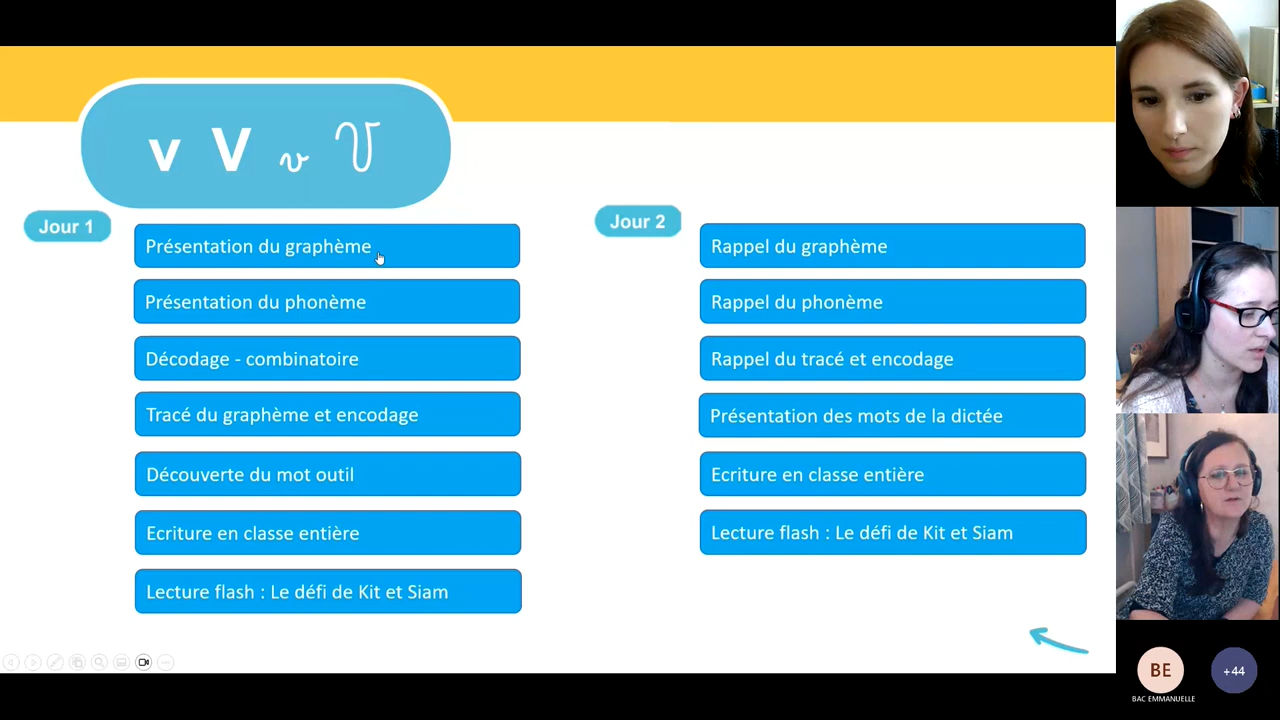 v V v V
Jour 1
Présentation du graphème
Présentation du phonème
Décodage - combinatoire
Tracé du graphème et encodage
Découverte du mot outil
Ecriture en classe entière
Lecture flash : Le défi de Kit et Siam
Jour 2
Rappel du graphème
Rappel du phonème
Rappel du tracé et encodage
Présentation des mots de la dictée
Ecriture en classe entière
Lecture flash : Le défi de Kit et Siam
BE
BAC EMMANUELLE
+44